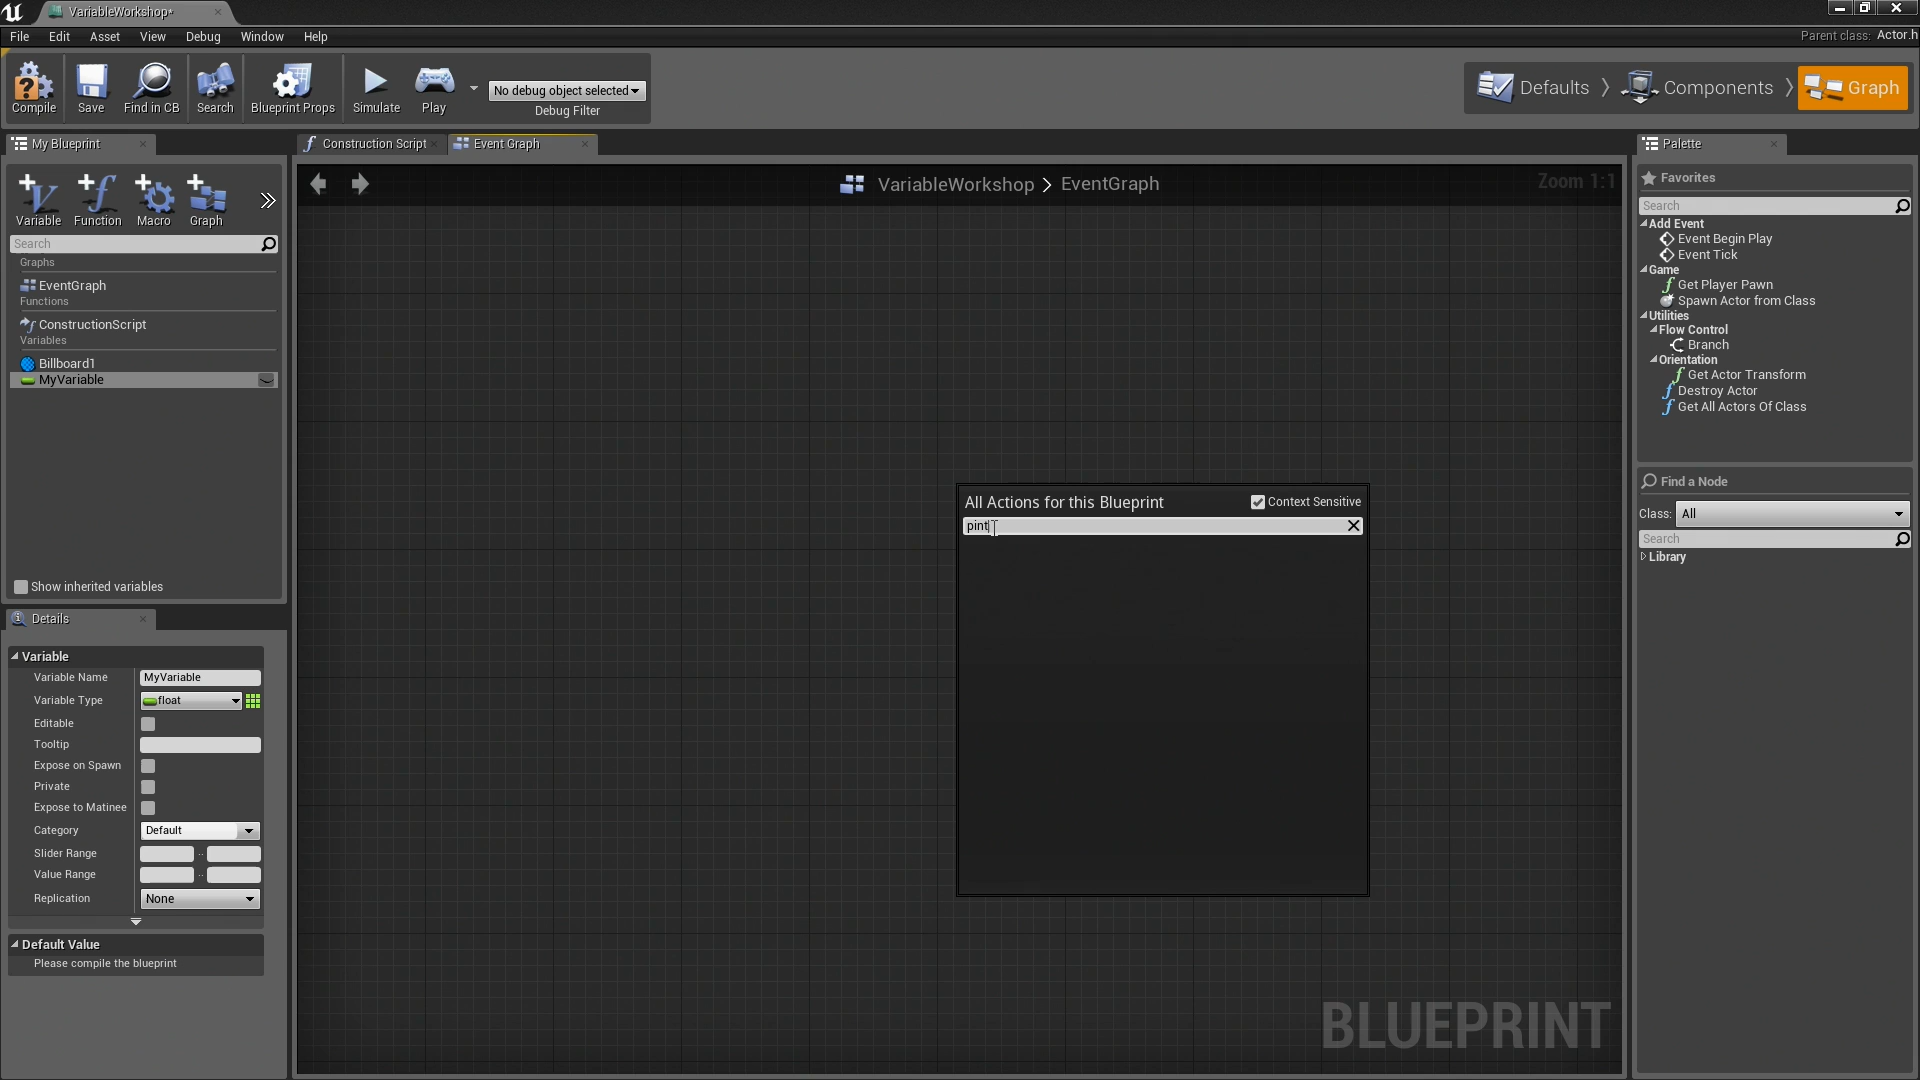 VariableWorkshop*
File Edit Asset View Debug Window Help
Parent class: Actor.h
Compile Save Find in CB Search Blueprint Props Simulate Play
No debug object selected
Debug Filter
Defaults Components Graph
My Blueprint
Construction Script
Event Graph
Palette
Variable Function Macro Graph
Search
Graphs
EventGraph
Functions
ConstructionScript
Variables
Billboard1
MyVariable
Show inherited variables
Details
Variable
Variable Name MyVariable
Variable Type float
Editable
Tooltip
Expose on Spawn
Private
Expose to Matinee
Category Default
Slider Range ..
Value Range ..
Replication None
Default Value
Please compile the blueprint
VariableWorkshop > EventGraph
Zoom 1:1
All Actions for this Blueprint
Context Sensitive
pint
BLUEPRINT
Favorites
Search
Add Event
Event Begin Play
Event Tick
Game
Get Player Pawn
Spawn Actor from Class
Utilities
Flow Control
Branch
Orientation
Get Actor Transform
Destroy Actor
Get All Actors Of Class
Find a Node
Class: All
Search
Library